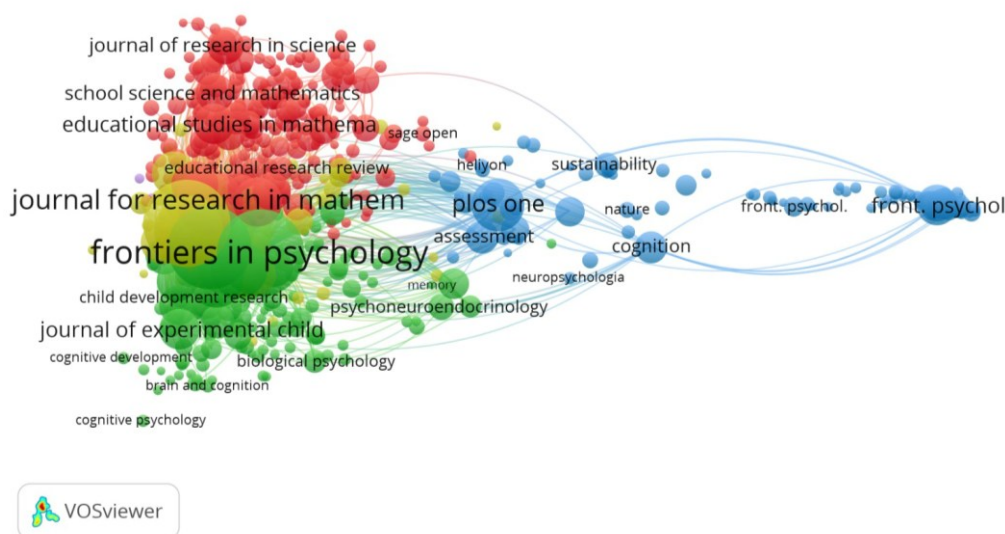 journal of research in science
school science and mathematics
educational studies in mathema
sage open
educational research review
heliyon
sustainability
journal for research in mathem
plos one
nature
front. psychol.
front. psychol
assessment
cognition
frontiers in psychology
neuropsychologia
memory
child development research
psychoneuroendocrinology
journal of experimental child
cognitive development
biological psychology
brain and cognition
cognitive psychology
VOSviewer